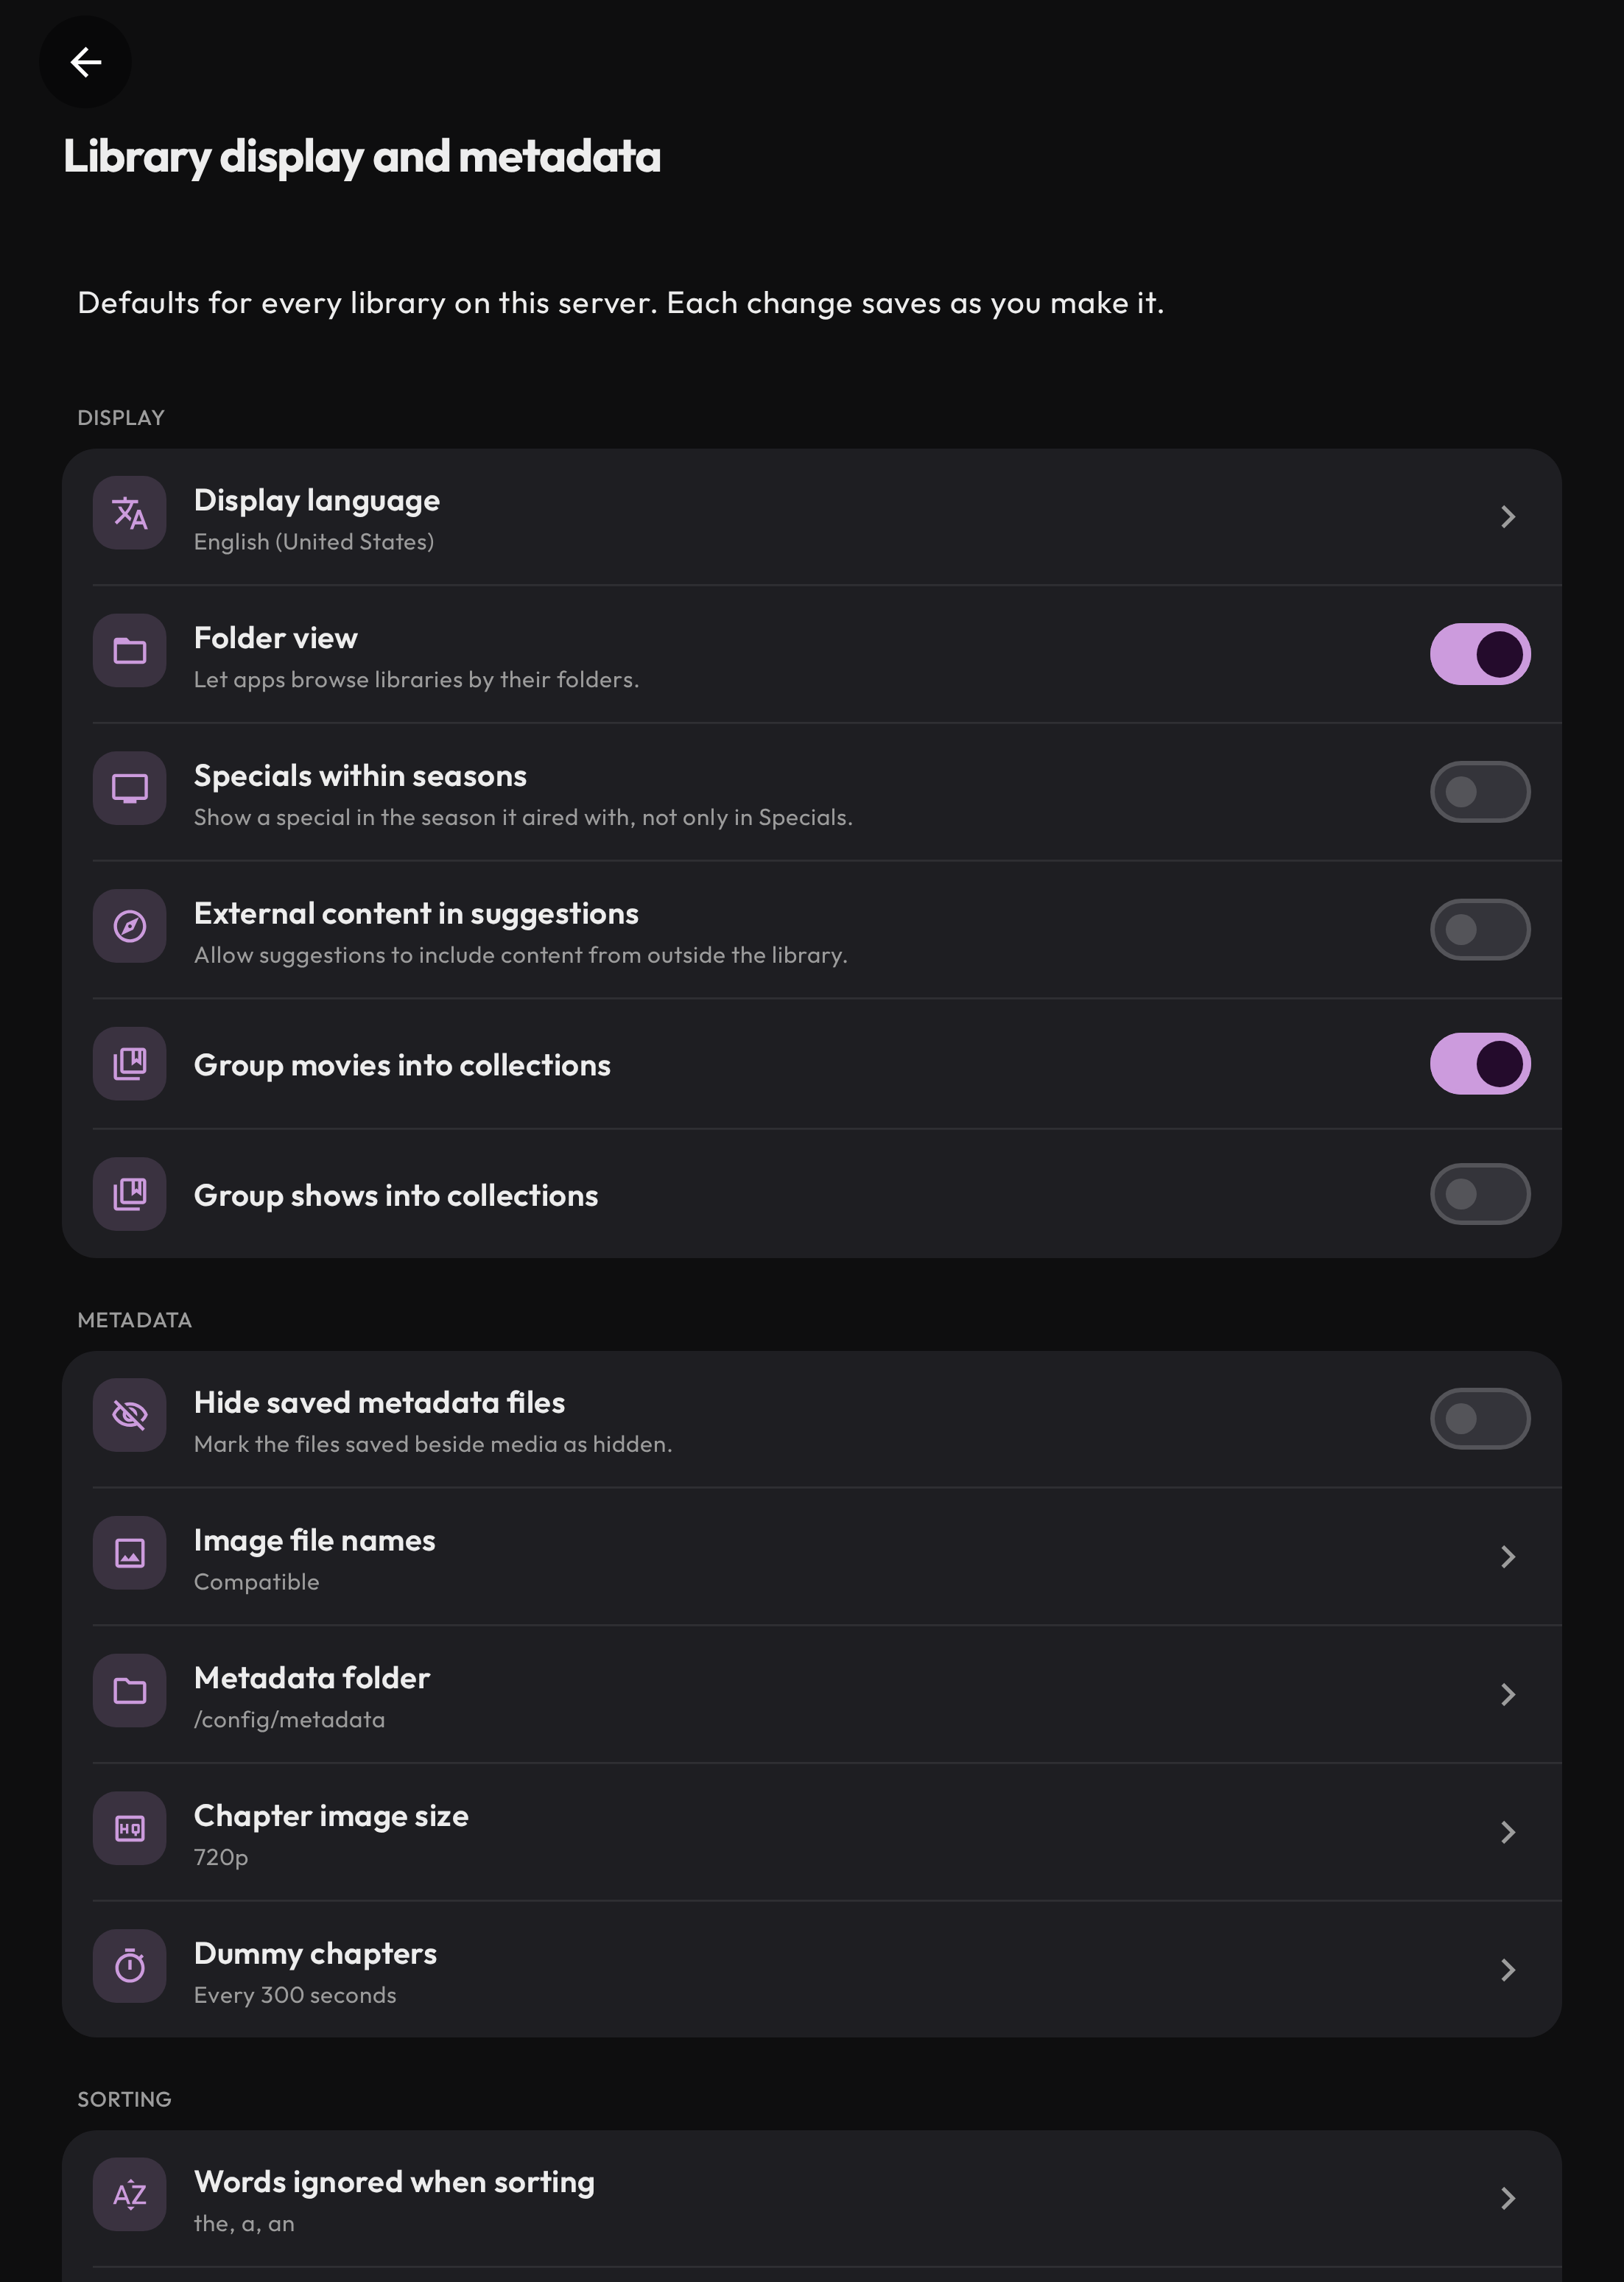 Library display and metadata
Defaults for every library on this server. Each change saves as you make it.
DISPLAY
Display language
English (United States)
Folder view
Let apps browse libraries by their folders.
Specials within seasons
Show a special in the season it aired with, not only in Specials.
External content in suggestions
Allow suggestions to include content from outside the library.
Group movies into collections
Group shows into collections
METADATA
Hide saved metadata files
Mark the files saved beside media as hidden.
Image file names
Compatible
Metadata folder
/config/metadata
HQ
Chapter image size
720p
Dummy chapters
Every 300 seconds
SORTING
AZ
Words ignored when sorting
the, a, an